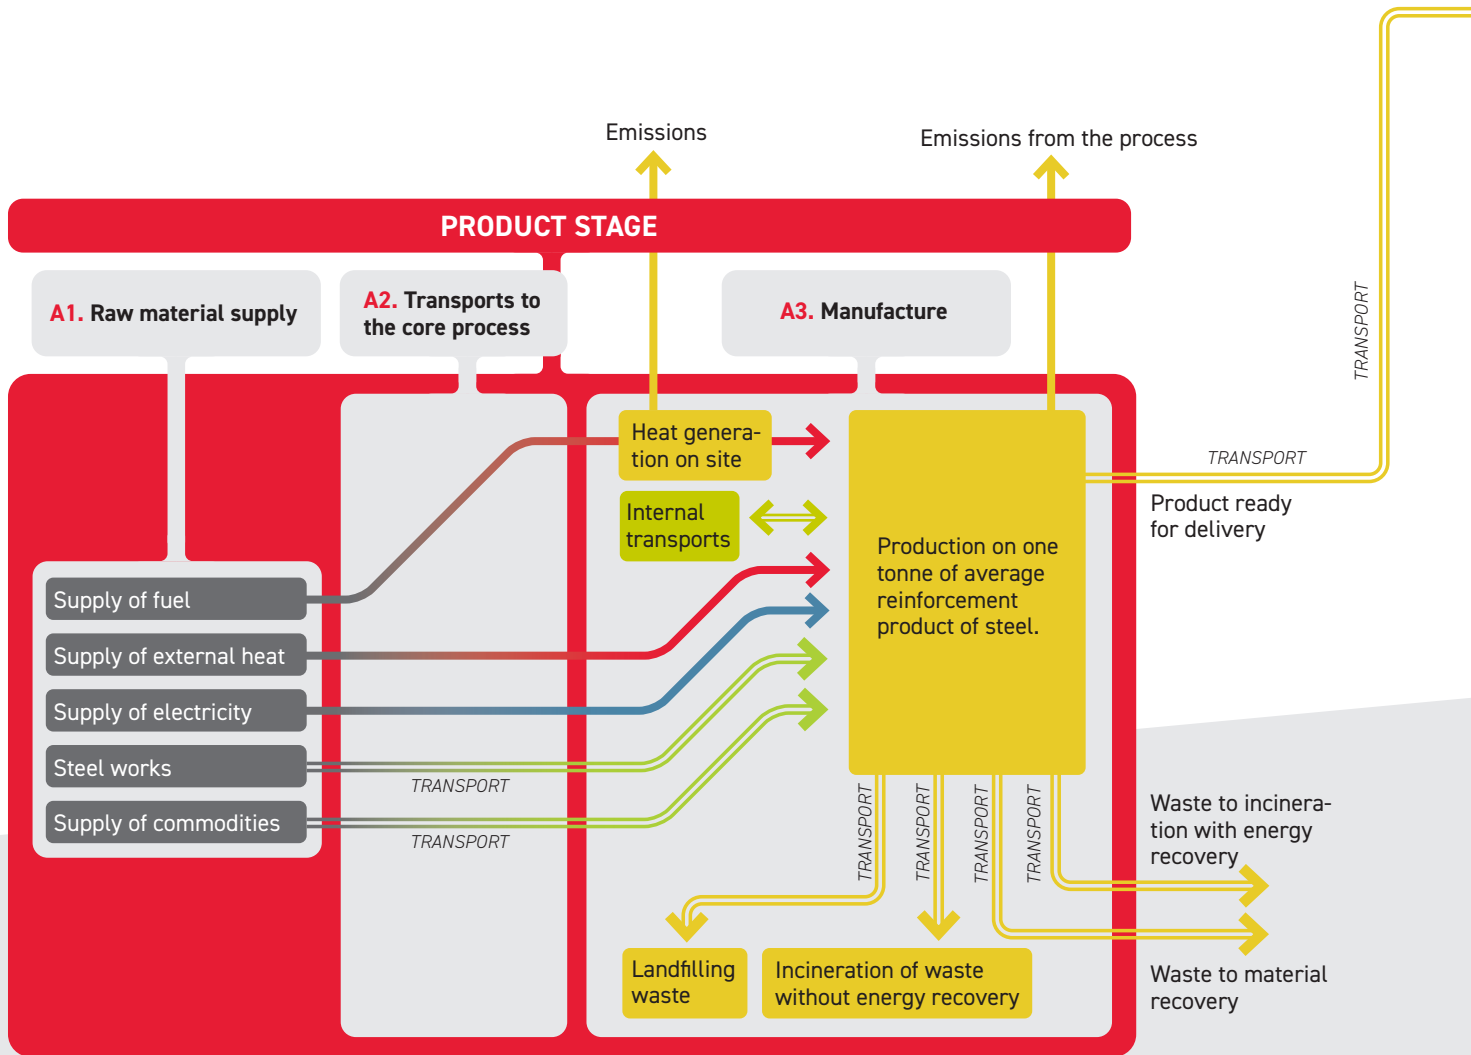 Emissions
Emissions from the process
PRODUCT STAGE
A1. Raw material supply
A2. Transports to
the core process
A3. Manufacture
TRANSPORT
Heat genera-
tion on site
Internal
transports
TRANSPORT
Product ready
for delivery
Production on one
tonne of average
reinforcement
product of steel.
Supply of fuel
Supply of external heat
Supply of electricity
Steel works
TRANSPORT
Supply of commodities
TRANSPORT
TRANSPORT
TRANSPORT
TRANSPORT
TRANSPORT
Waste to incinera-
tion with energy
recovery
Landfilling
waste
Incineration of waste
without energy recovery
Waste to material
recovery